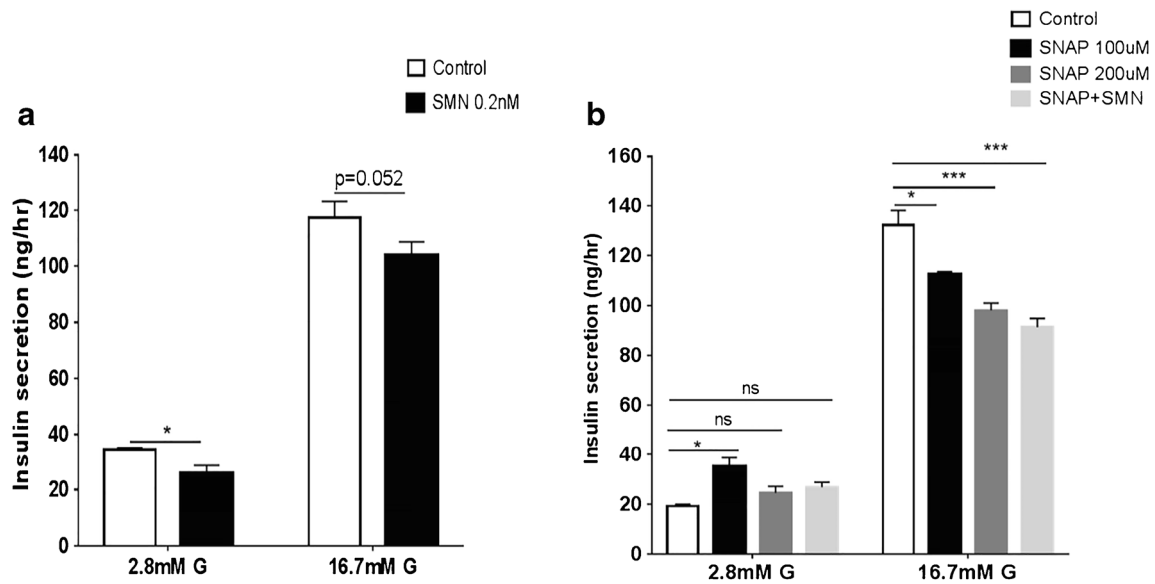 a
Control
SMN 0.2nM
Insulin secretion (ng/hr)
140
120
100
80
60
40
20
0
p=0.052
*
2.8mM G
16.7mM G
b
Control
SNAP 100uM
SNAP 200uM
SNAP+SMN
Insulin secretion (ng/hr)
160
140
120
100
80
60
40
20
0
***
***
*
ns
ns
*
2.8mM G
16.7mM G